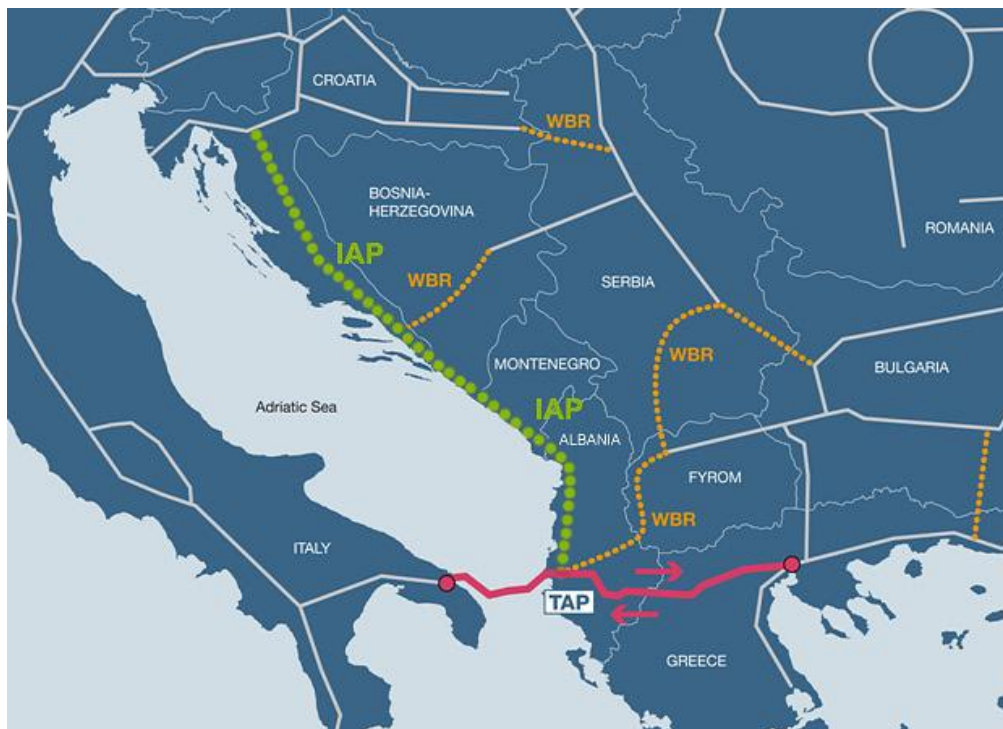 CROATIA
WBR
BOSNIA-
HERZEGOVINA
ROMANIA
IAP
WBR
SERBIA
WBR
MONTENEGRO
BULGARIA
Adriatic Sea
IAP
ALBANIA
FYROM
WBR
ITALY
TAP
GREECE